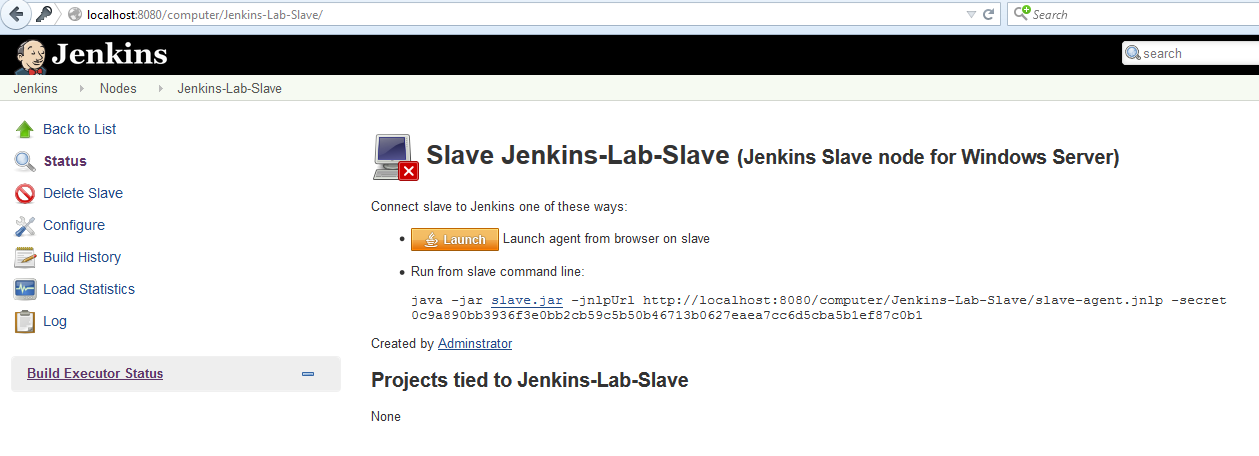 localhost:8080/computer/Jenkins-Lab-Slave/
Search
Jenkins
search
Jenkins
Nodes
Jenkins-Lab-Slave
Back to List
Status
Delete Slave
Configure
Build History
Load Statistics
Log
Build Executor Status
Slave Jenkins-Lab-Slave (Jenkins Slave node for Windows Server)
Connect slave to Jenkins one of these ways:
Launch Launch agent from browser on slave
Run from slave command line:
java -jar slave.jar -jnlpUrl http://localhost:8080/computer/Jenkins-Lab-Slave/slave-agent.jnlp -secret
0c9a890bb3936f3e0bb2cb59c5b50b46713b0627eaea7cc6d5cba5b1ef87c0b1
Created by Adminstrator
Projects tied to Jenkins-Lab-Slave
None